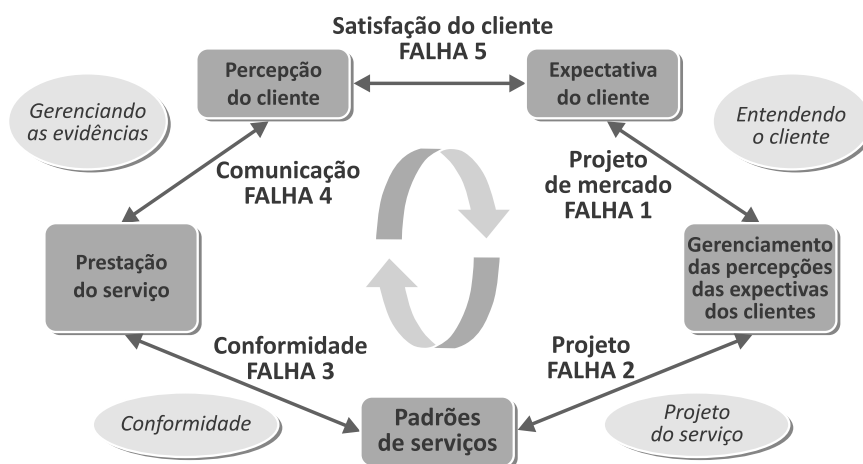 Satisfação do cliente
FALHA 5
Percepção
do cliente
Expectativa
do cliente
Gerenciando
as evidências
Entendendo
o cliente
Comunicação
FALHA 4
Projeto
de mercado
FALHA 1
Prestação
do serviço
Gerenciamento
das percepções
das expectivas
dos clientes
Conformidade
FALHA 3
Projeto
FALHA 2
Conformidade
Padrões
de serviços
Projeto
do serviço